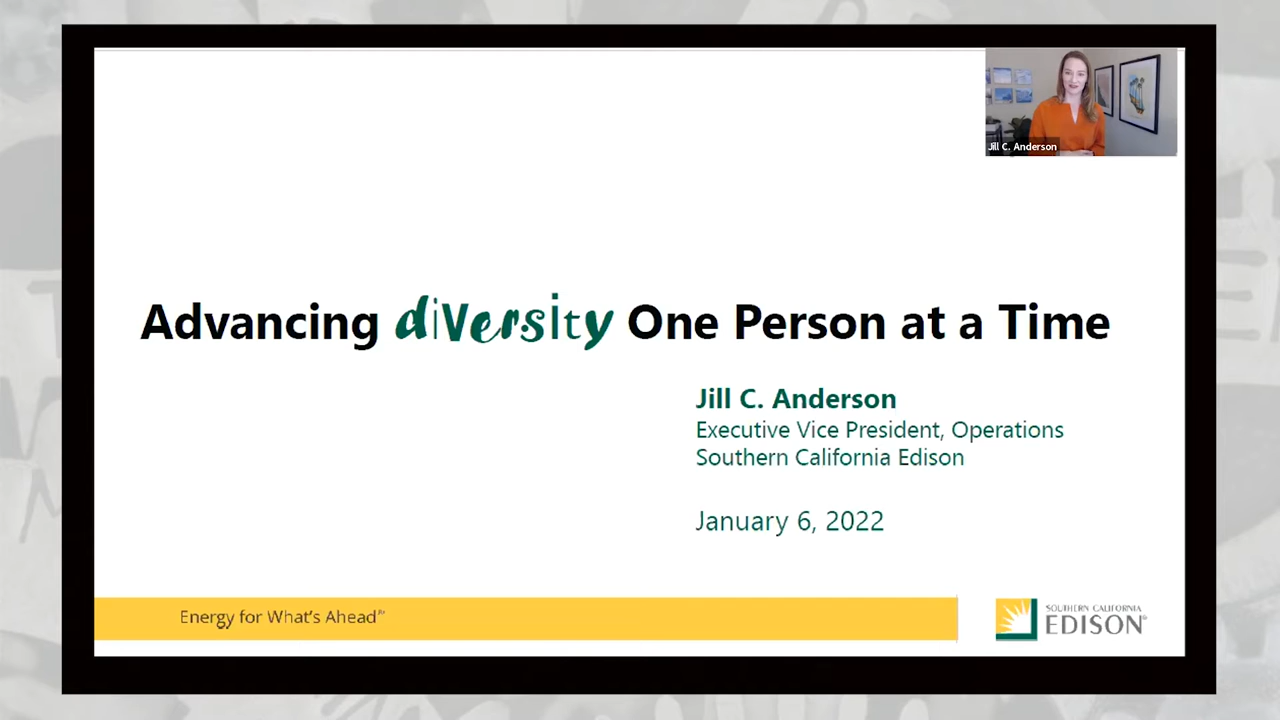 Jill C. Anderson
Advancing diversity One Person at a Time
Jill C. Anderson
Executive Vice President, Operations
Southern California Edison
January 6, 2022
Energy for What's Ahead℠
SOUTHERN CALIFORNIA
EDISON®